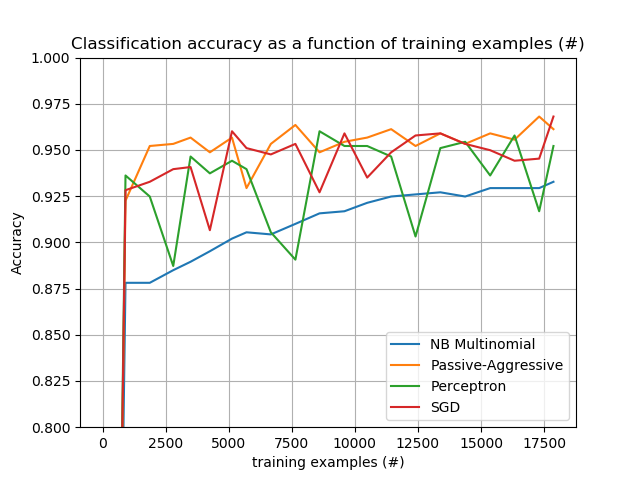 Classification accuracy as a function of training examples (#)
1.000
0.975
0.950
0.925
0.900
0.875
0.850
0.825
0.800
Accuracy
NB Multinomial
Passive-Aggressive
Perceptron
SGD
0 2500 5000 7500 10000 12500 15000 17500
training examples (#)